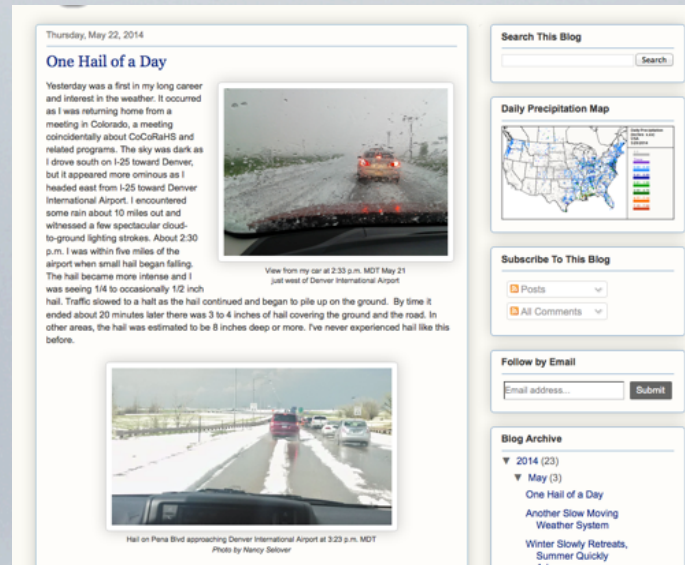 Thursday, May 22, 2014
One Hail of a Day
Yesterday was a first in my long career
and interest in the weather. It occurred
as I was returning home from a
meeting in Colorado, a meeting
coincidentally about CoCoRaHS and
related programs. The sky was dark as
I drove south on I-25 toward Denver,
but it appeared more ominous as I
headed east from I-25 toward Denver
International Airport. I encountered
some rain about 10 miles out and
witnessed a few spectacular cloud-
to-ground lighting strokes. About 2:30
p.m. I was within five miles of the
airport when small hail began falling.
The hail became more intense and I
was seeing 1/4 to occasionally 1/2 inch
hail. Traffic slowed to a halt as the hail continued and began to pile up on the ground. By time it
ended about 20 minutes later there was 3 to 4 inches of hail covering the ground and the road. In
other areas, the hail was estimated to be 8 inches deep or more. I've never experienced hail like this
before.
View from my car at 2:33 p.m. MDT May 21
just west of Denver International Airport
Hail on Pena Blvd approaching Denver International Airport at 3:23 p.m. MDT
Photo by Nancy Selover
Search This Blog
Search
Daily Precipitation Map
Subscribe To This Blog
Posts
All Comments
Follow by Email
Email address...
Submit
Blog Archive
▼ 2014 (23)
▼ May (3)
One Hail of a Day
Another Slow Moving
Weather System
Winter Slowly Retreats,
Summer Quickly